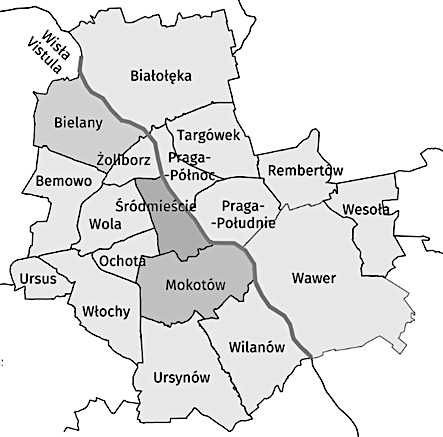 Wisła
Vistula
Białołęka
Bielany
Targówek
Żoliborz
Praga-
-Północ
Rembertów
Bemowo
Śródmieście
Praga-
-Południe
Wesoła
Wola
Ochota
Ursus
Mokotów
Wawer
Włochy
Wilanów
Ursynów